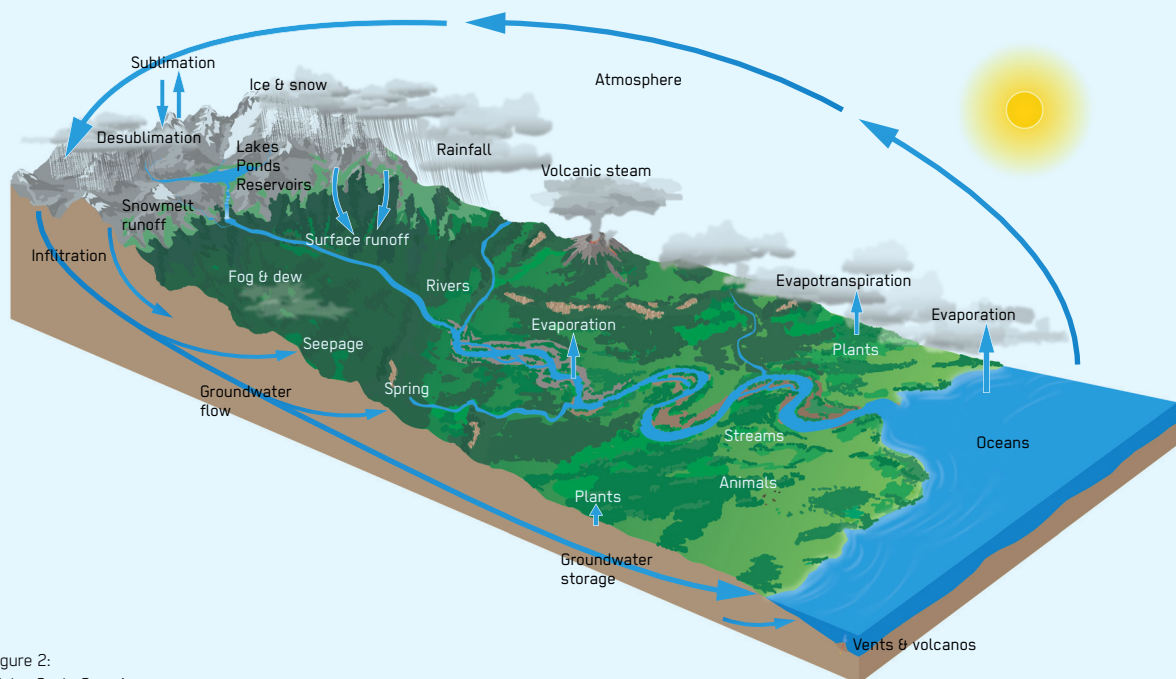 Sublimation
Atmosphere
Ice & snow
Desublimation
Lakes
Ponds
Reservoirs
Rainfall
Volcanic steam
Snowmelt
runoff
Surface runoff
Inflitration
Fog & dew
Rivers
Evapotranspiration
Evaporation
Evaporation
Seepage
Plants
Spring
Groundwater
flow
Streams
Oceans
Animals
Plants
Groundwater
storage
Vents & volcanos
gure 2: